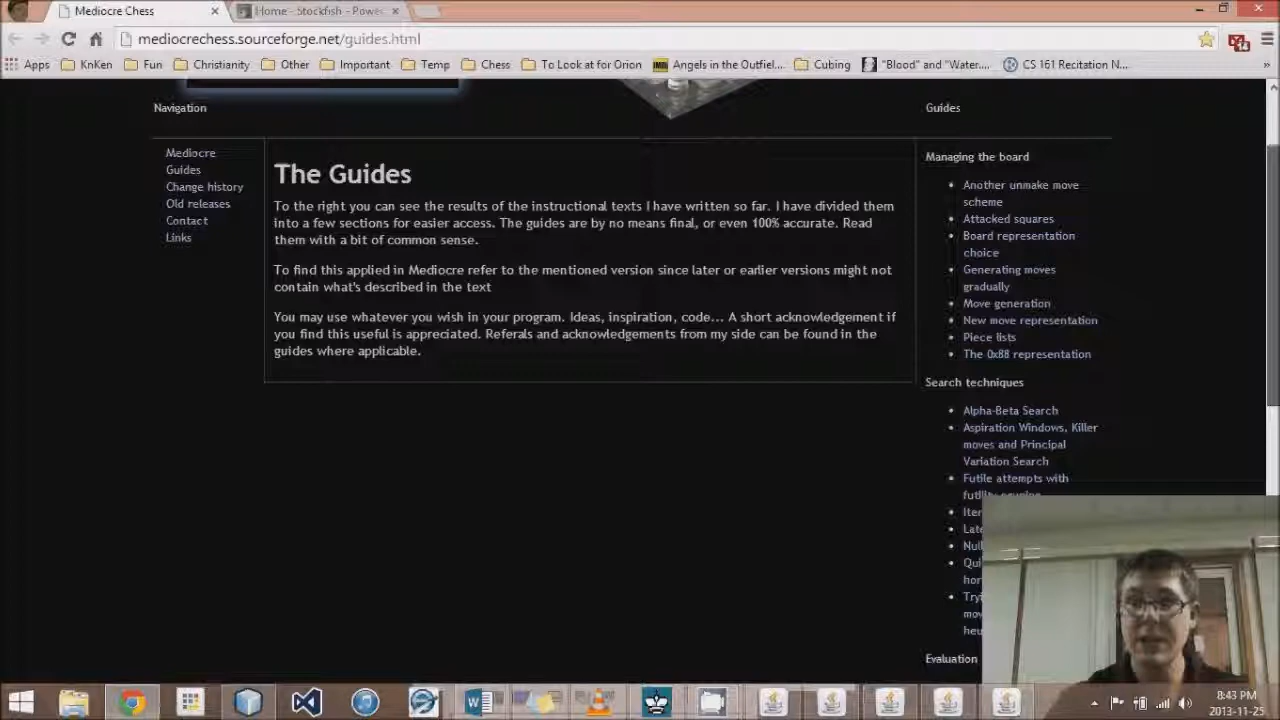 Mediocre Chess
Home - Stockfish - Powe
mediocrechess.sourceforge.net/guides.html
Apps
KnKen
Fun
Christianity
Other
Important
Temp
Chess
To Look at for Orion
Angels in the Outfiel...
Cubing
"Blood" and "Water....
CS 161 Recitation N...
»
Navigation
Guides
Mediocre
Guides
Change history
Old releases
Contact
Links
The Guides
To the right you can see the results of the instructional texts I have written so far. I have divided them
into a few sections for easier access. The guides are by no means final, or even 100% accurate. Read
them with a bit of common sense.
To find this applied in Mediocre refer to the mentioned version since later or earlier versions might not
contain what's described in the text
You may use whatever you wish in your program. Ideas, inspiration, code... A short acknowledgement if
you find this useful is appreciated. Referals and acknowledgements from my side can be found in the
guides where applicable.
Managing the board
Another unmake move
scheme
Attacked squares
Board representation
choice
Generating moves
gradually
Move generation
New move representation
Piece lists
The 0x88 representation
Search techniques
Alpha-Beta Search
Aspiration Windows, Killer
moves and Principal
Variation Search
Futile attempts with
futility pruning
Iter
Late
Null
Qui
hor
Try
mov
heu
Evaluation
8:43 PM
2013-11-25